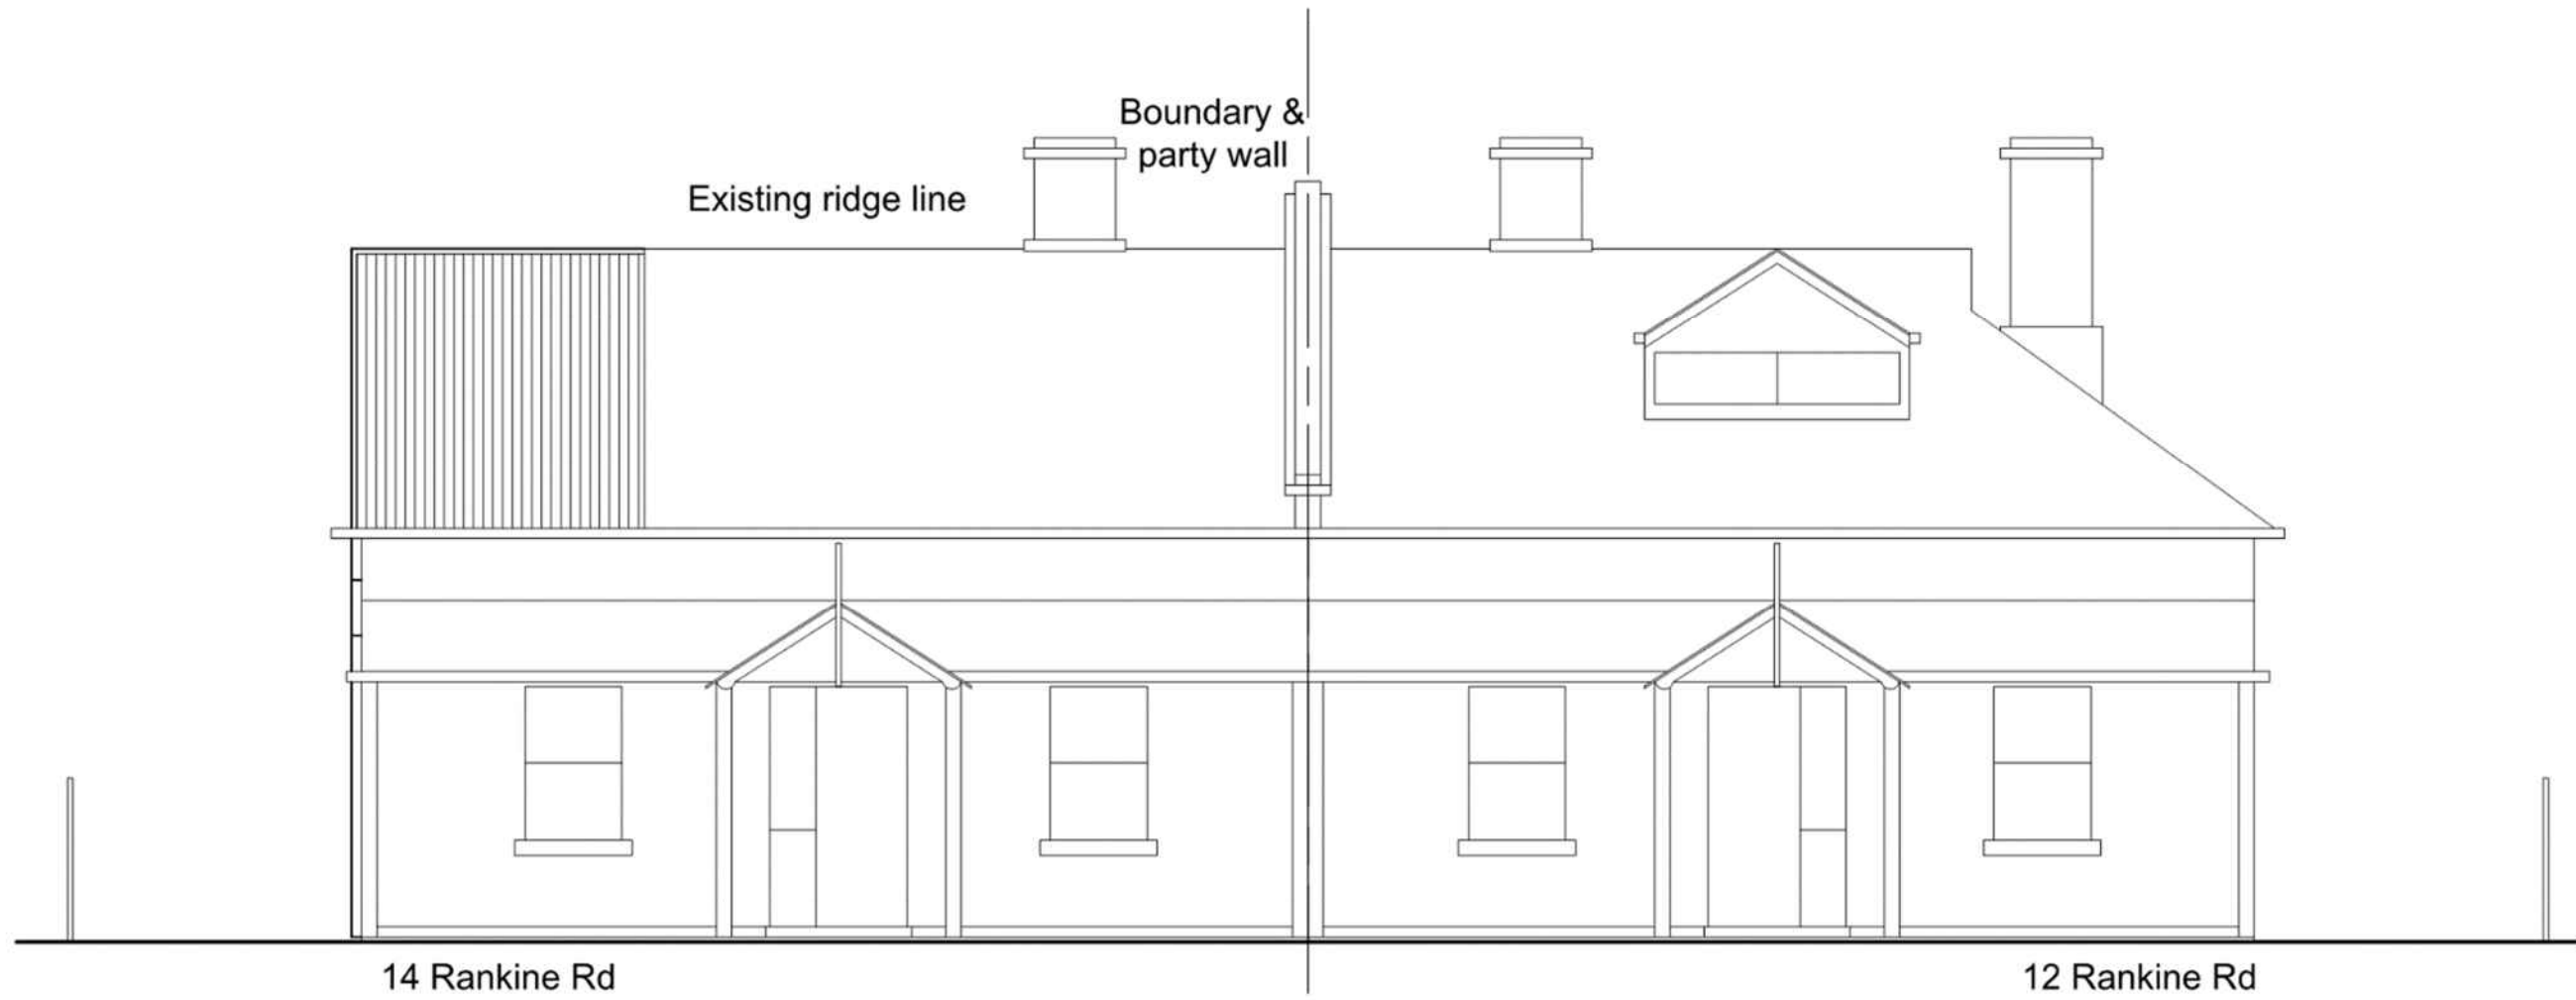 Boundary &
party wall
Existing ridge line
14 Rankine Rd
12 Rankine Rd